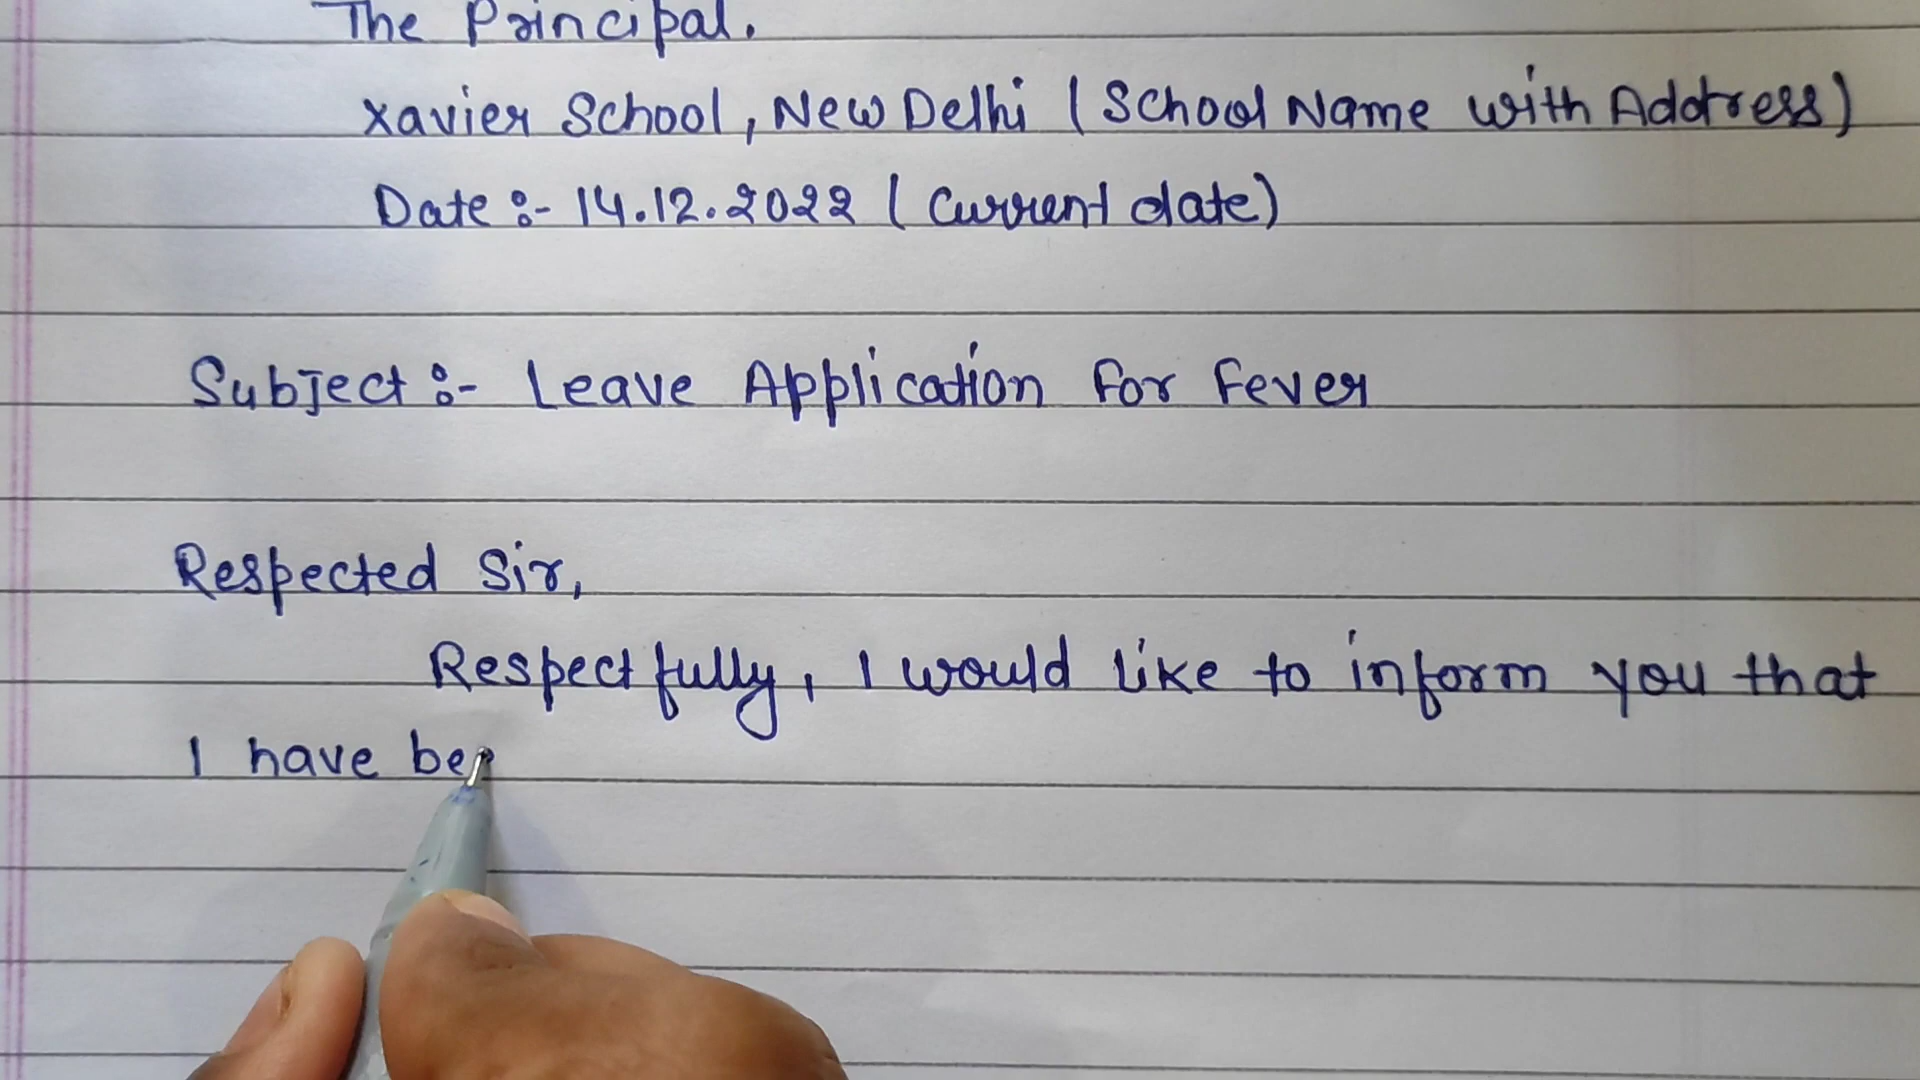 The Principal.
Xavier School, New Delhi (School Name with Address)
Date :- 14.12.2022 (Current date)
Subject :- Leave Application For Fever
Respected Sir,
Respectfully, I would like to inform you that
I have bee